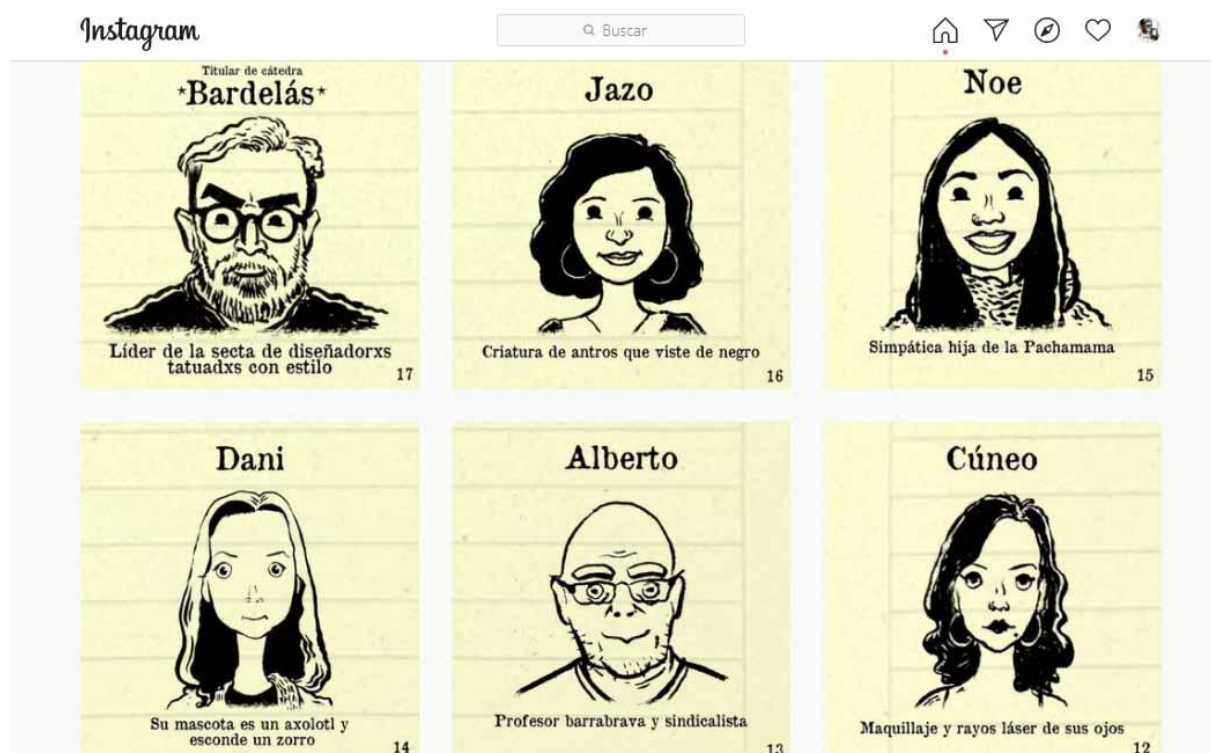 Instagram
Buscar
Titular de cátedra
*Bardelás*
Líder de la secta de diseñadorxs
tatuadxs con estilo
17
Jazo
Criatura de antros que viste de negro
16
Noe
Simpática hija de la Pachamama
15
Dani
Su mascota es un axolotl y
esconde un zorro
14
Alberto
Profesor barrabrava y sindicalista
13
Cúneo
Maquillaje y rayos láser de sus ojos
12